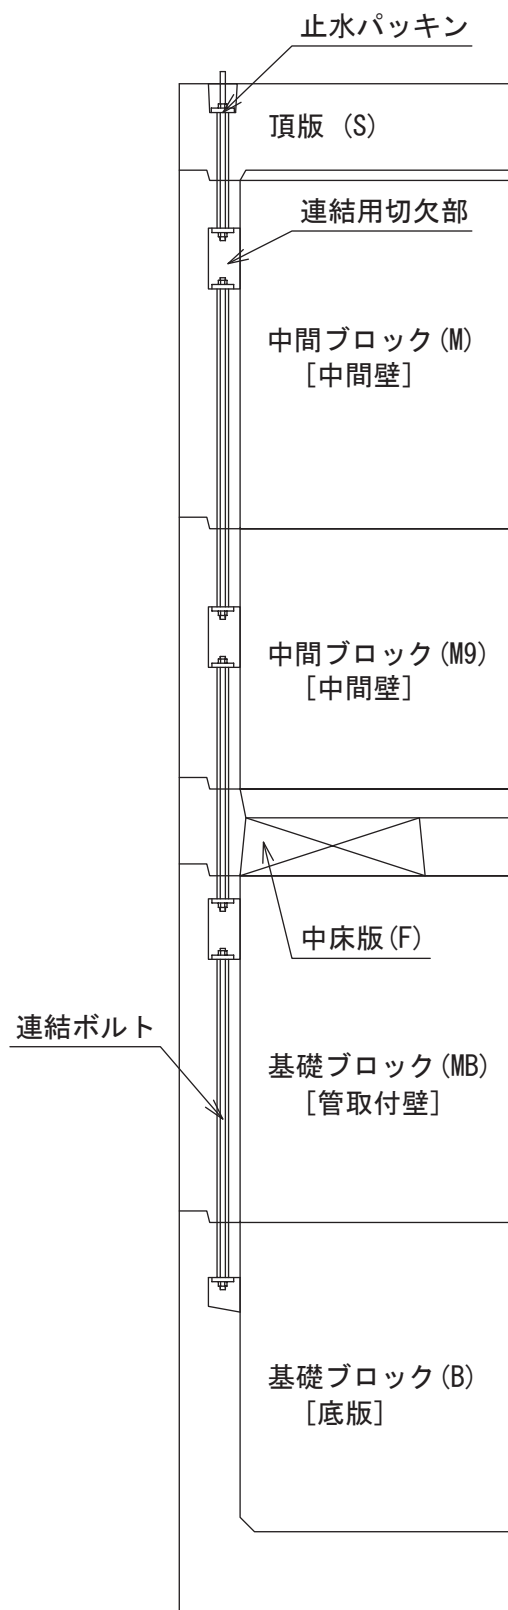 止水パッキン
頂版 (S)
連結用切欠部
中間ブロック(M)
[中間壁]
中間ブロック(M9)
[中間壁]
中床版(F)
連結ボルト
基礎ブロック(MB)
[管取付壁]
基礎ブロック(B)
[底版]